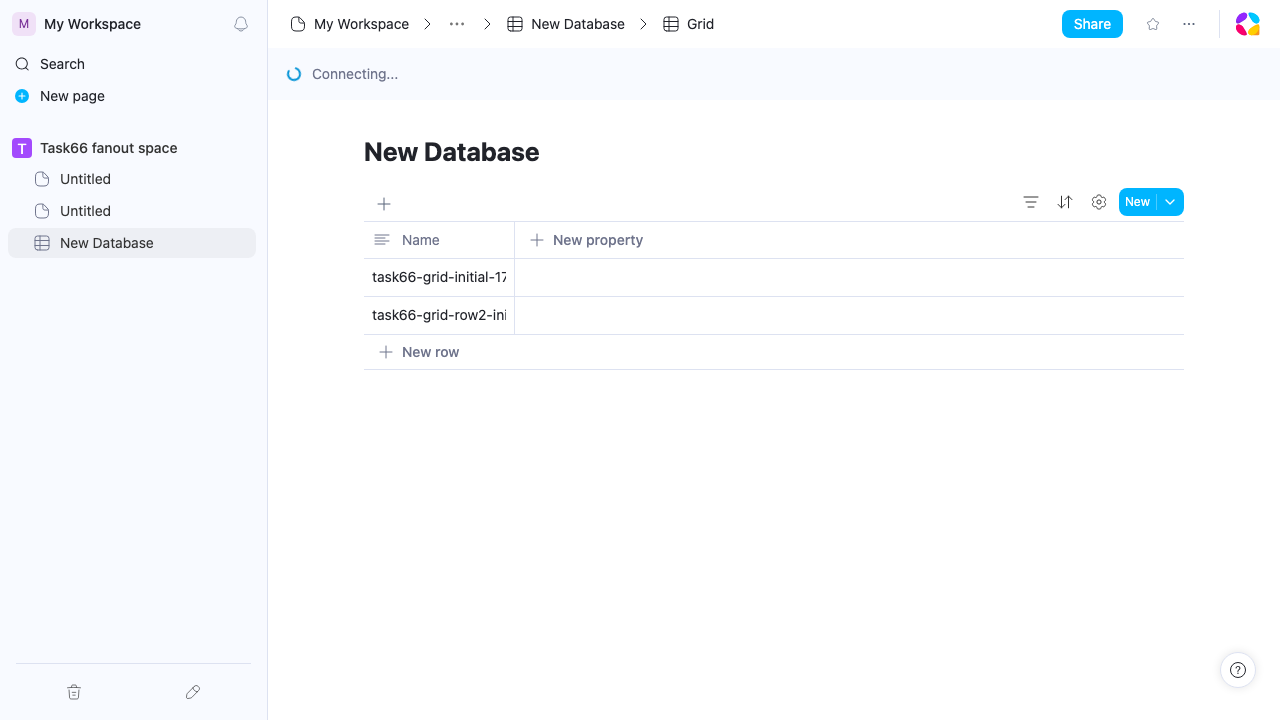 M My Workspace
Search
New page
T Task66 fanout space
Untitled
Untitled
New Database
My Workspace > ··· > New Database > Grid
Share
Connecting...
New Database
New
Name
New property
task66-grid-initial-17
task66-grid-row2-ini
New row
?